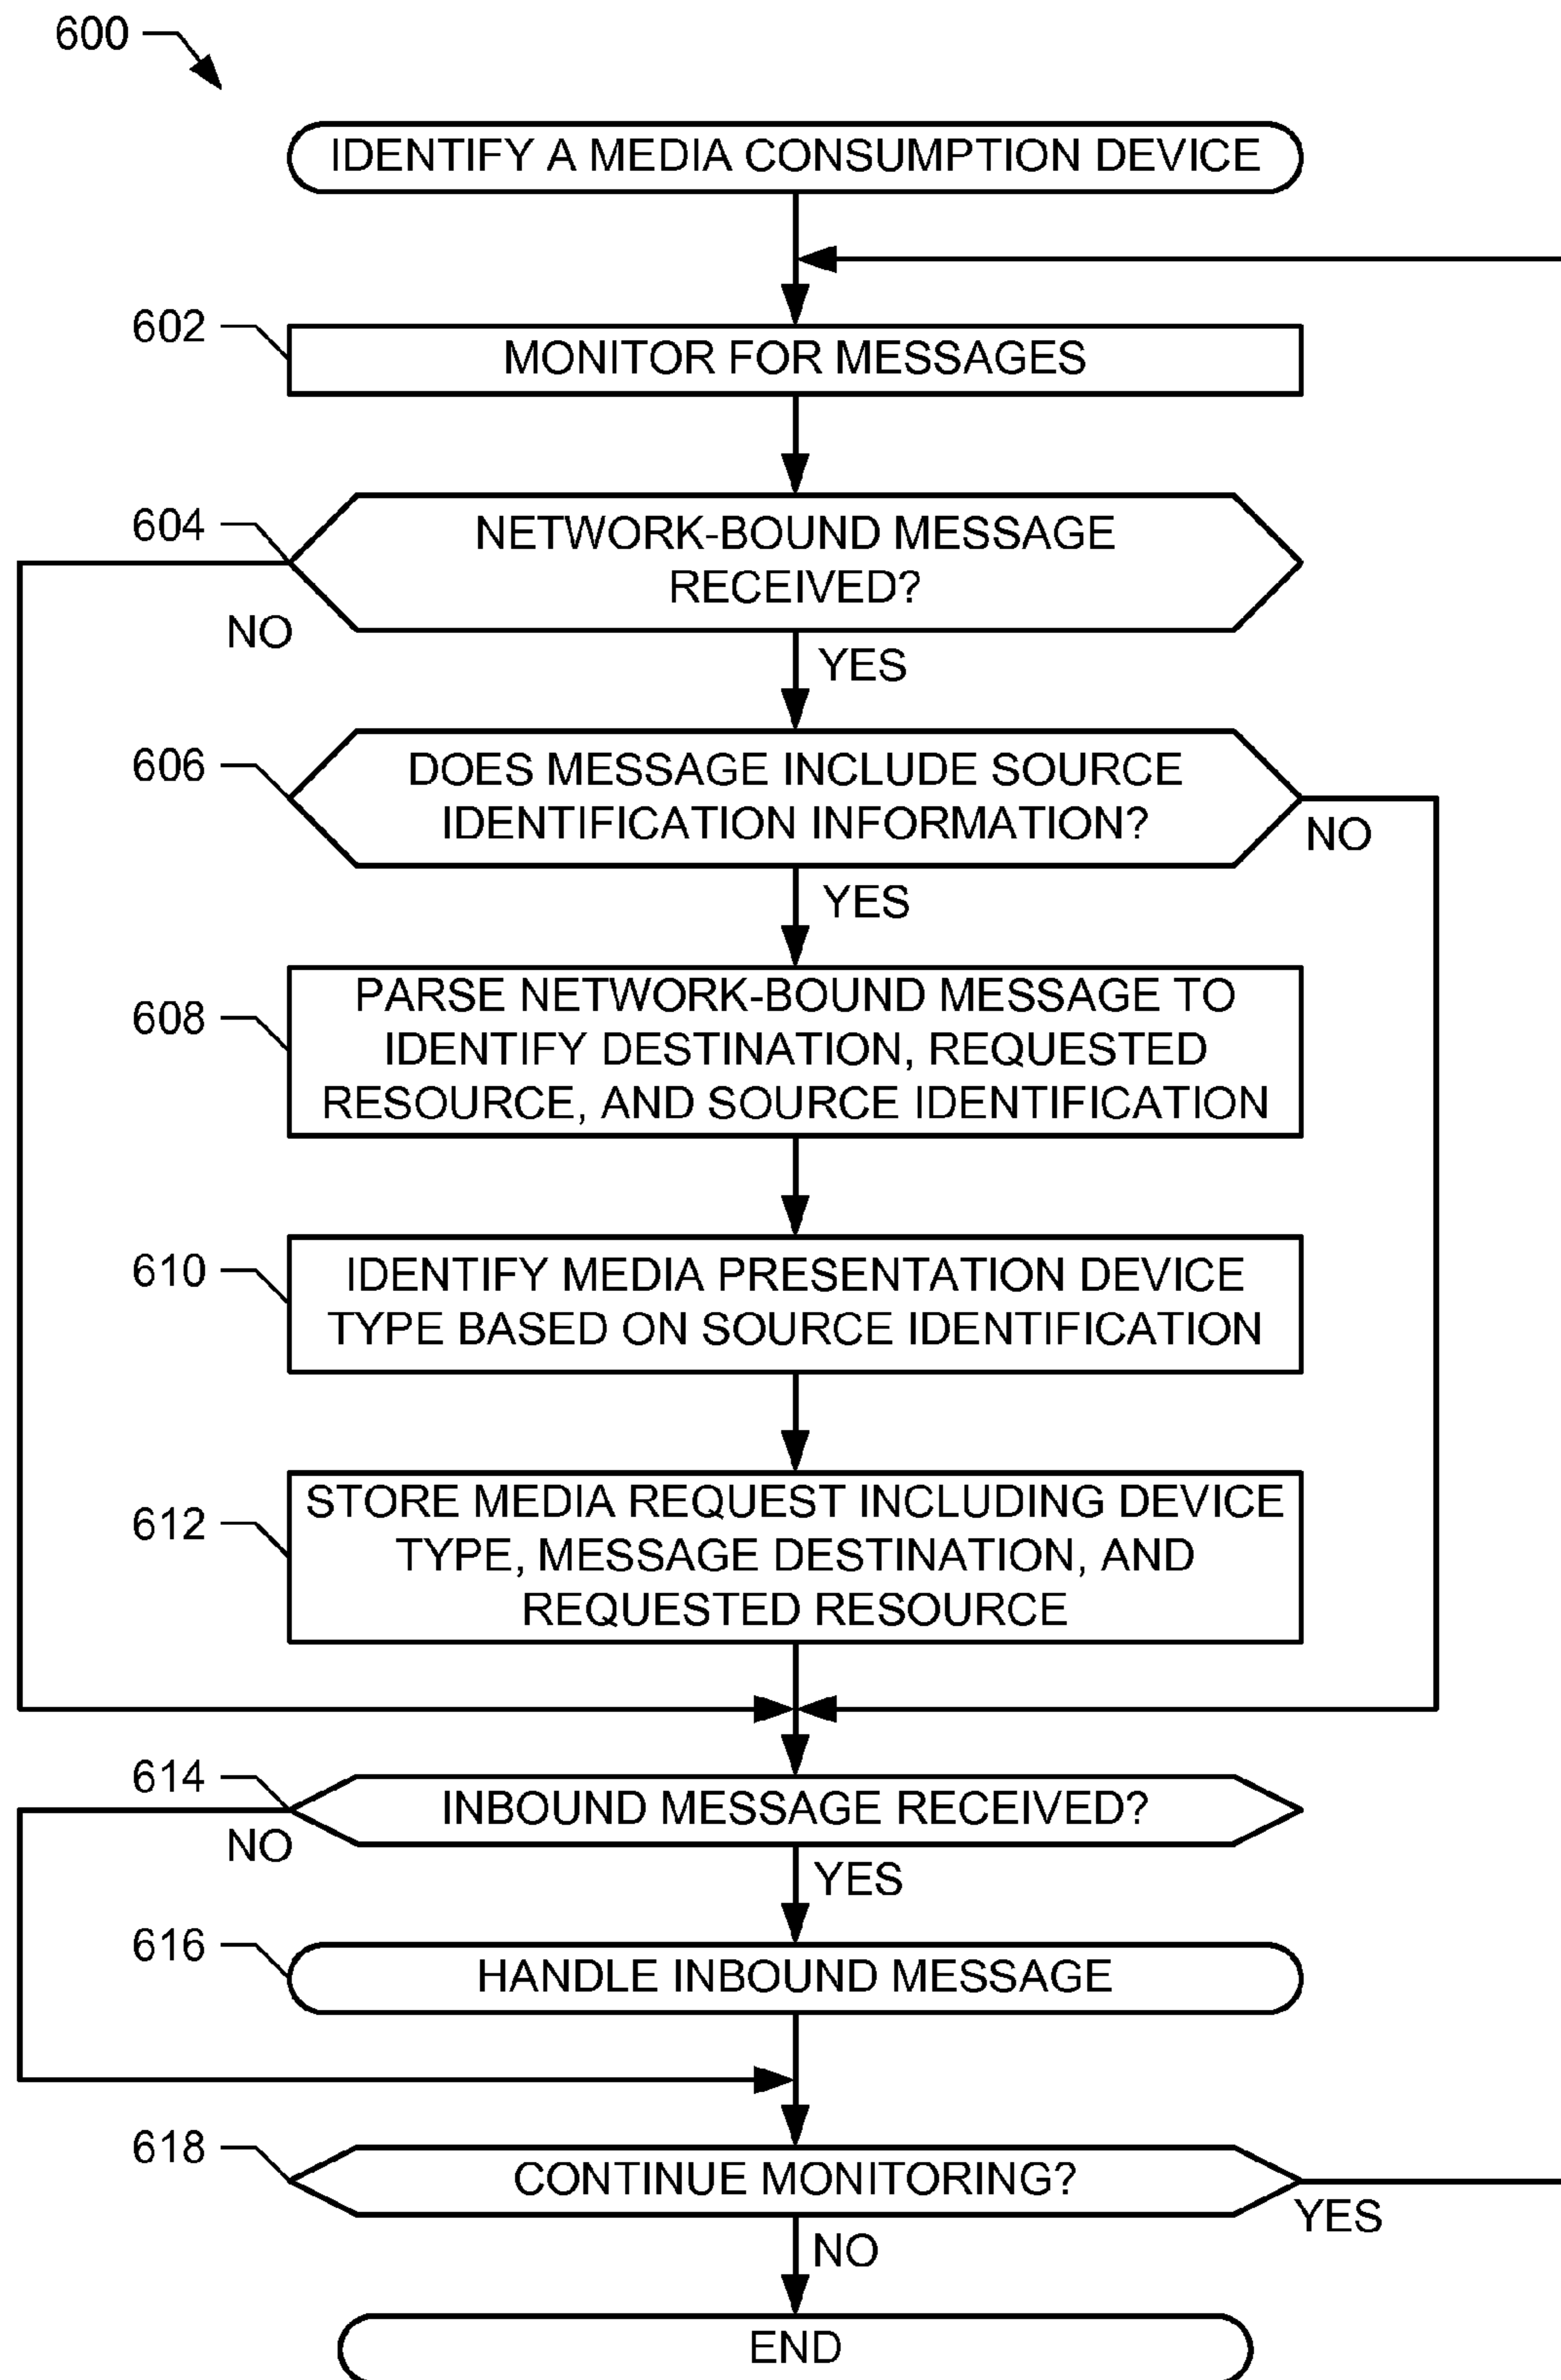 600
IDENTIFY A MEDIA CONSUMPTION DEVICE
602
MONITOR FOR MESSAGES
604
NETWORK-BOUND MESSAGE
RECEIVED?
NO
YES
606
DOES MESSAGE INCLUDE SOURCE
IDENTIFICATION INFORMATION?
NO
YES
608
PARSE NETWORK-BOUND MESSAGE TO
IDENTIFY DESTINATION, REQUESTED
RESOURCE, AND SOURCE IDENTIFICATION
610
IDENTIFY MEDIA PRESENTATION DEVICE
TYPE BASED ON SOURCE IDENTIFICATION
612
STORE MEDIA REQUEST INCLUDING DEVICE
TYPE, MESSAGE DESTINATION, AND
REQUESTED RESOURCE
614
INBOUND MESSAGE RECEIVED?
NO
YES
616
HANDLE INBOUND MESSAGE
618
CONTINUE MONITORING?
YES
NO
END